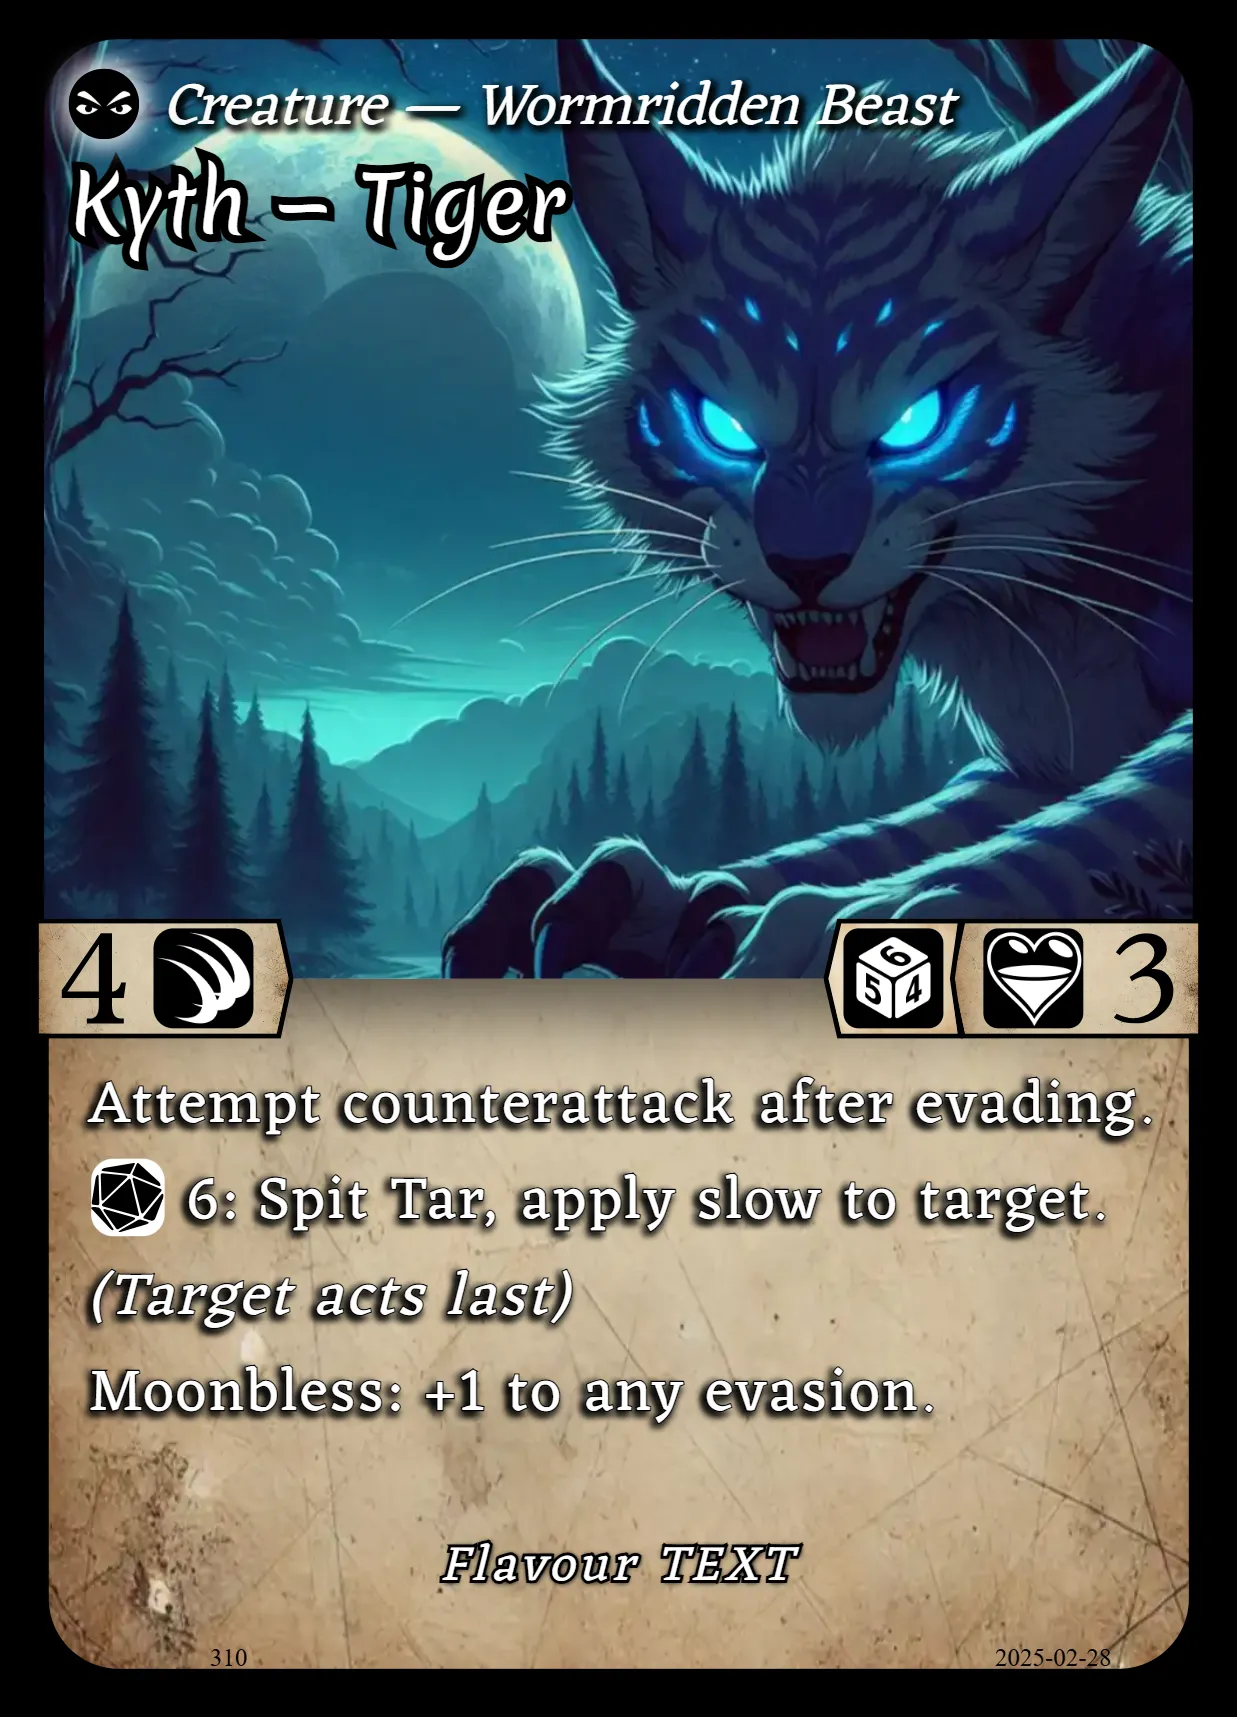 Creature — Wormridden Beast
Kyth – Tiger
4
6
5 4
3
Attempt counterattack after evading.
6: Spit Tar, apply slow to target.
(Target acts last)
Moonbless: +1 to any evasion.
Flavour TEXT
310
2025-02-28